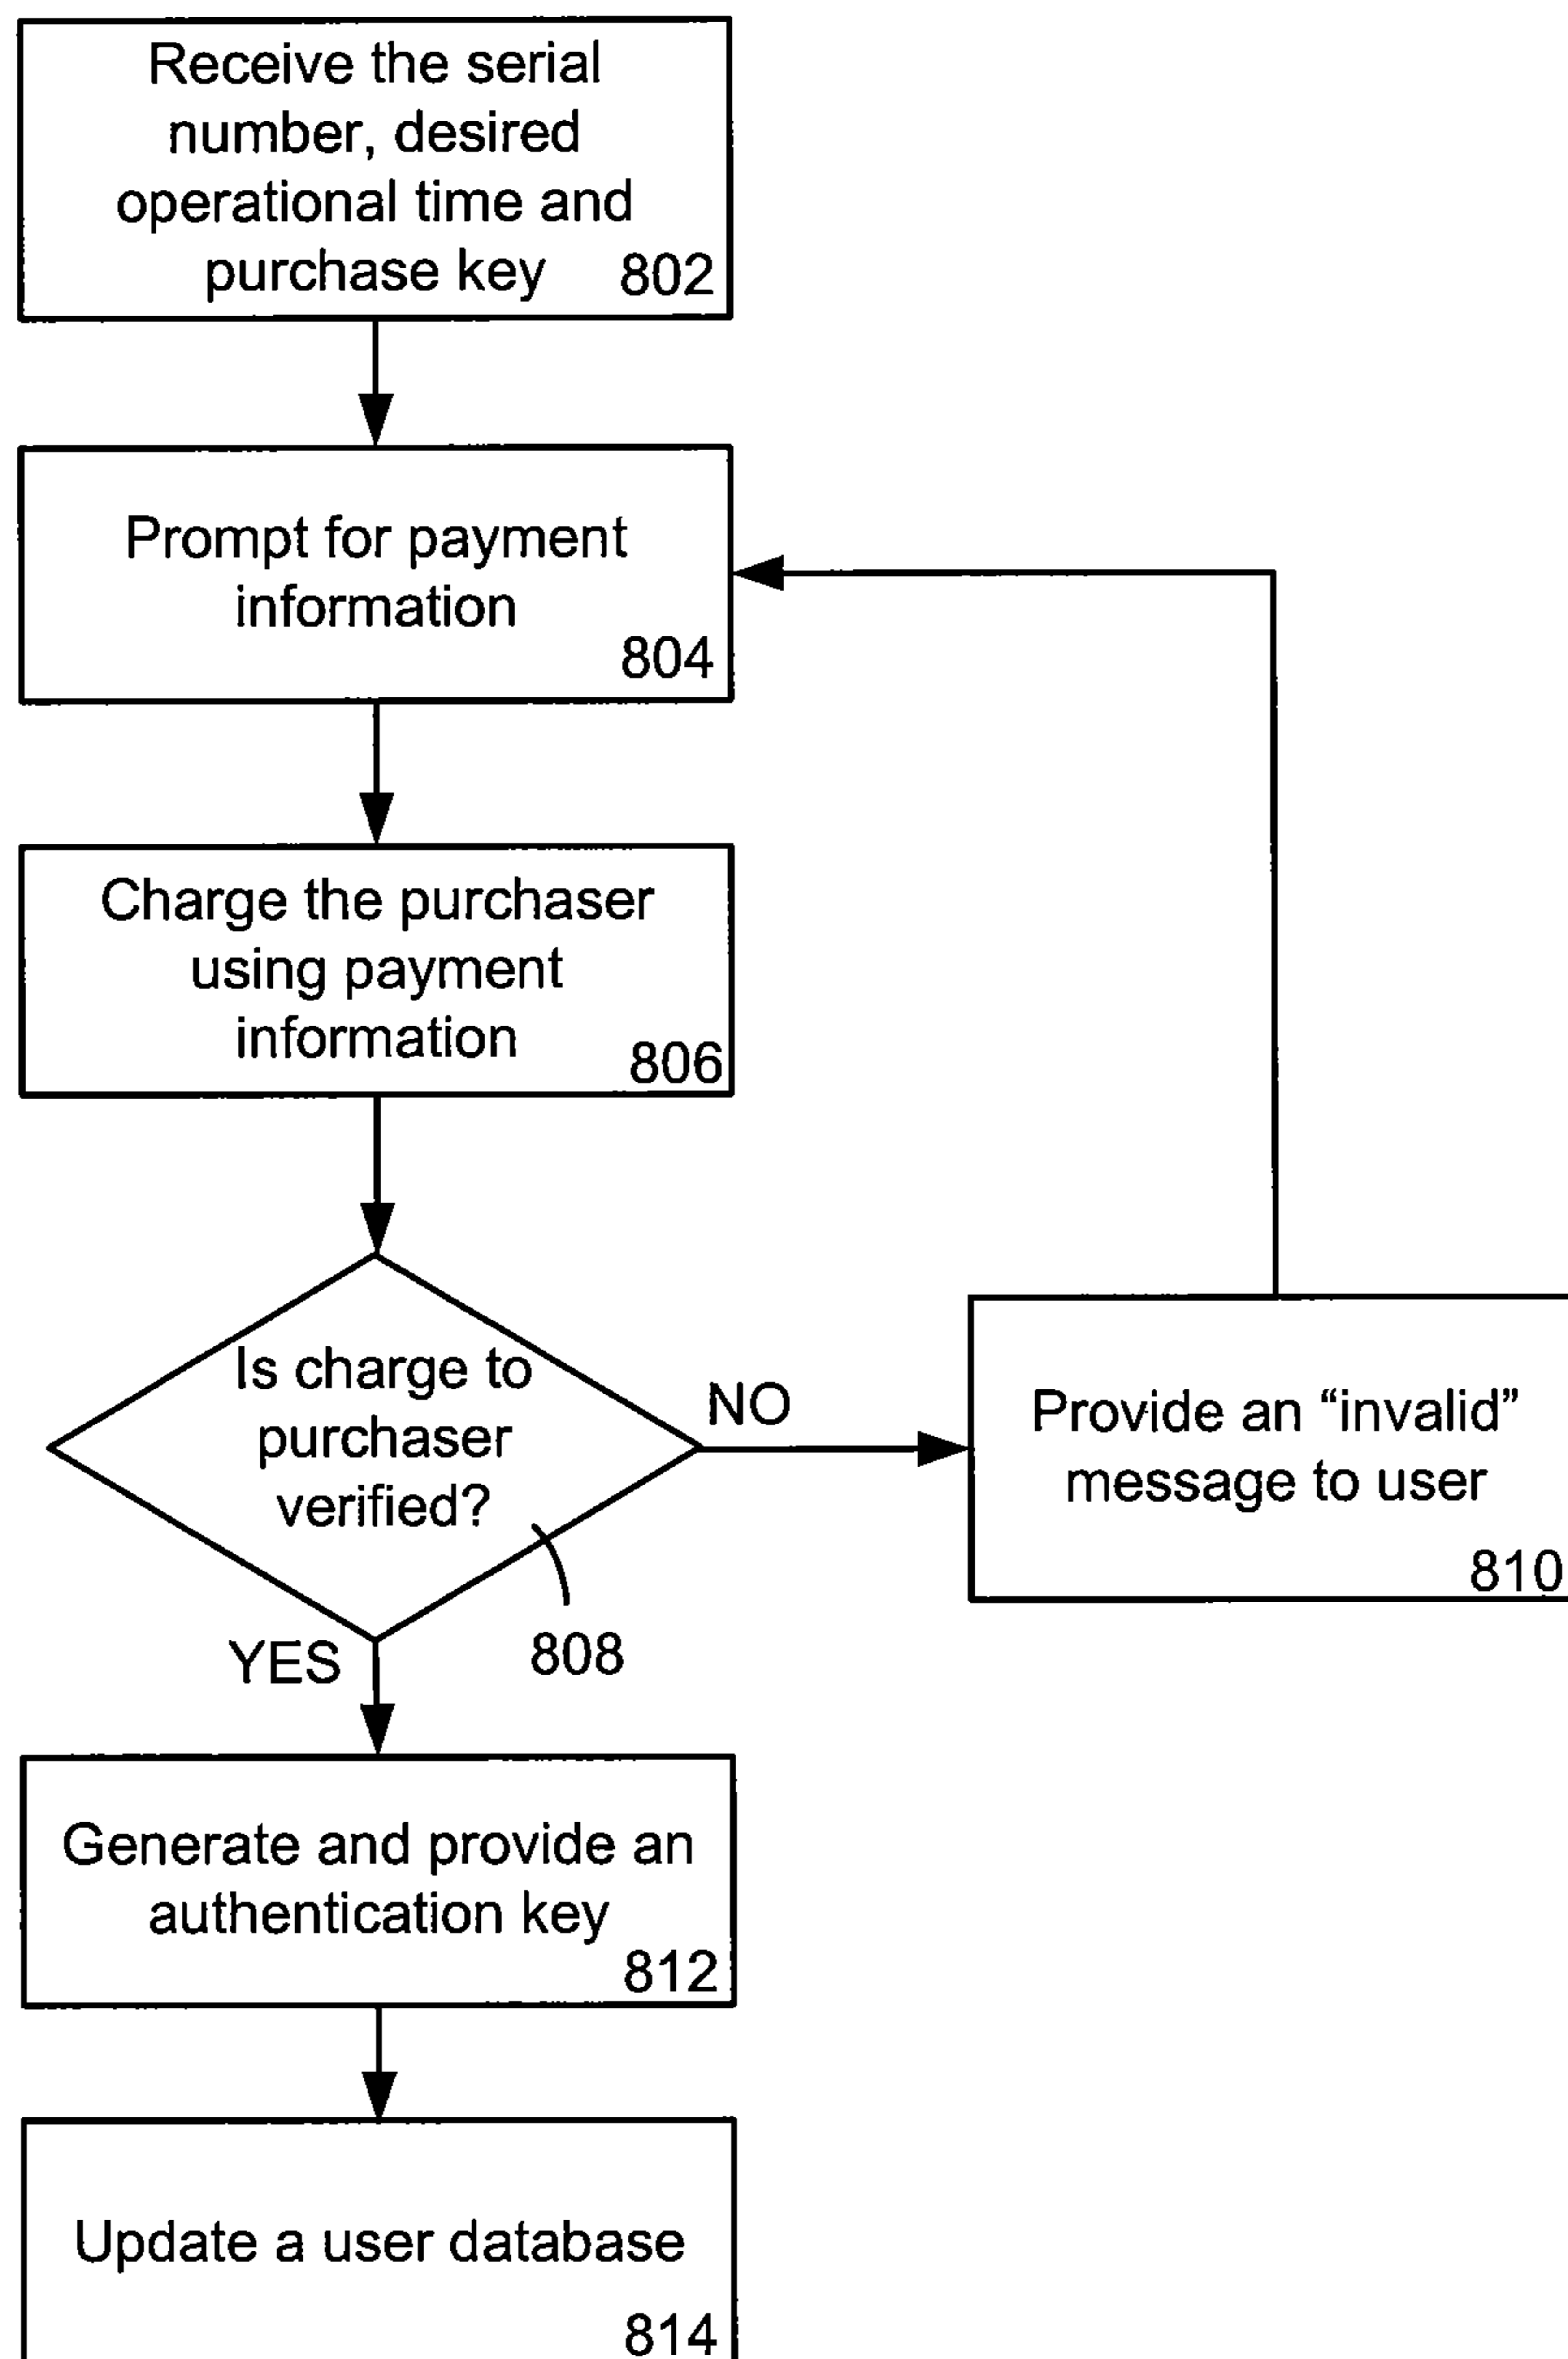 Receive the serial
number, desired
operational time and
purchase key 802
Prompt for payment
information
804
Charge the purchaser
using payment
information
806
Is charge to
purchaser
verified?
808
NO
Provide an “invalid”
message to user
810
YES
Generate and provide an
authentication key
812
Update a user database
814